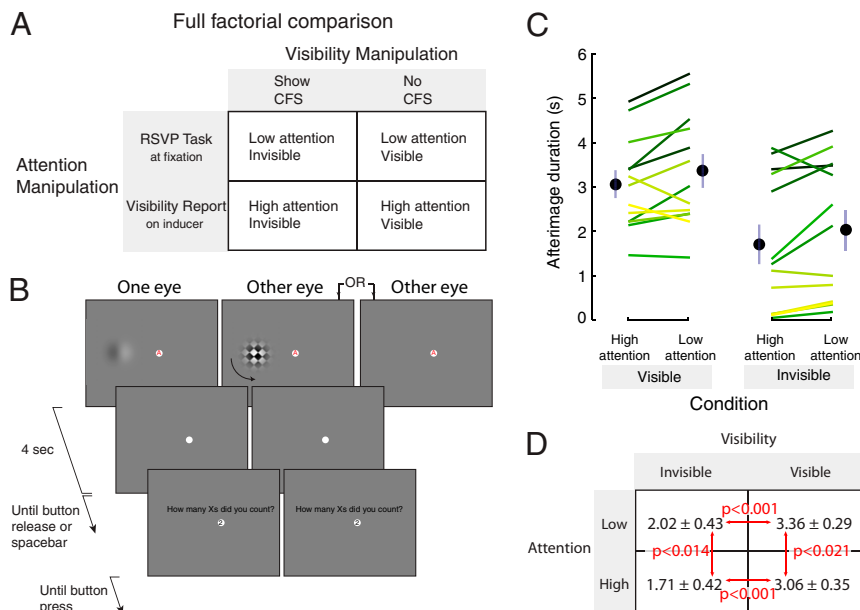 A
Full factorial comparison
Visibility Manipulation
Show
CFS
No
CFS
Attention
Manipulation
RSVP Task
at fixation
Low attention
Invisible
Low attention
Visible
Visibility Report
on inducer
High attention
Invisible
High attention
Visible
B
One eye
Other eye
OR
Other eye
A
A
A
4 sec
How many Xs did you count?
2
How many Xs did you count?
2
Until button
release or
spacebar
Until button
press
C
Afterimage duration (s)
6
5
4
3
2
1
0
High
attention
Low
attention
High
attention
Low
attention
Visible
Invisible
Condition
D
Visibility
Invisible
Visible
Attention
Low
2.02 ± 0.43
p<0.001
3.36 ± 0.29
p<0.014
p<0.021
High
1.71 ± 0.42
p<0.001
3.06 ± 0.35